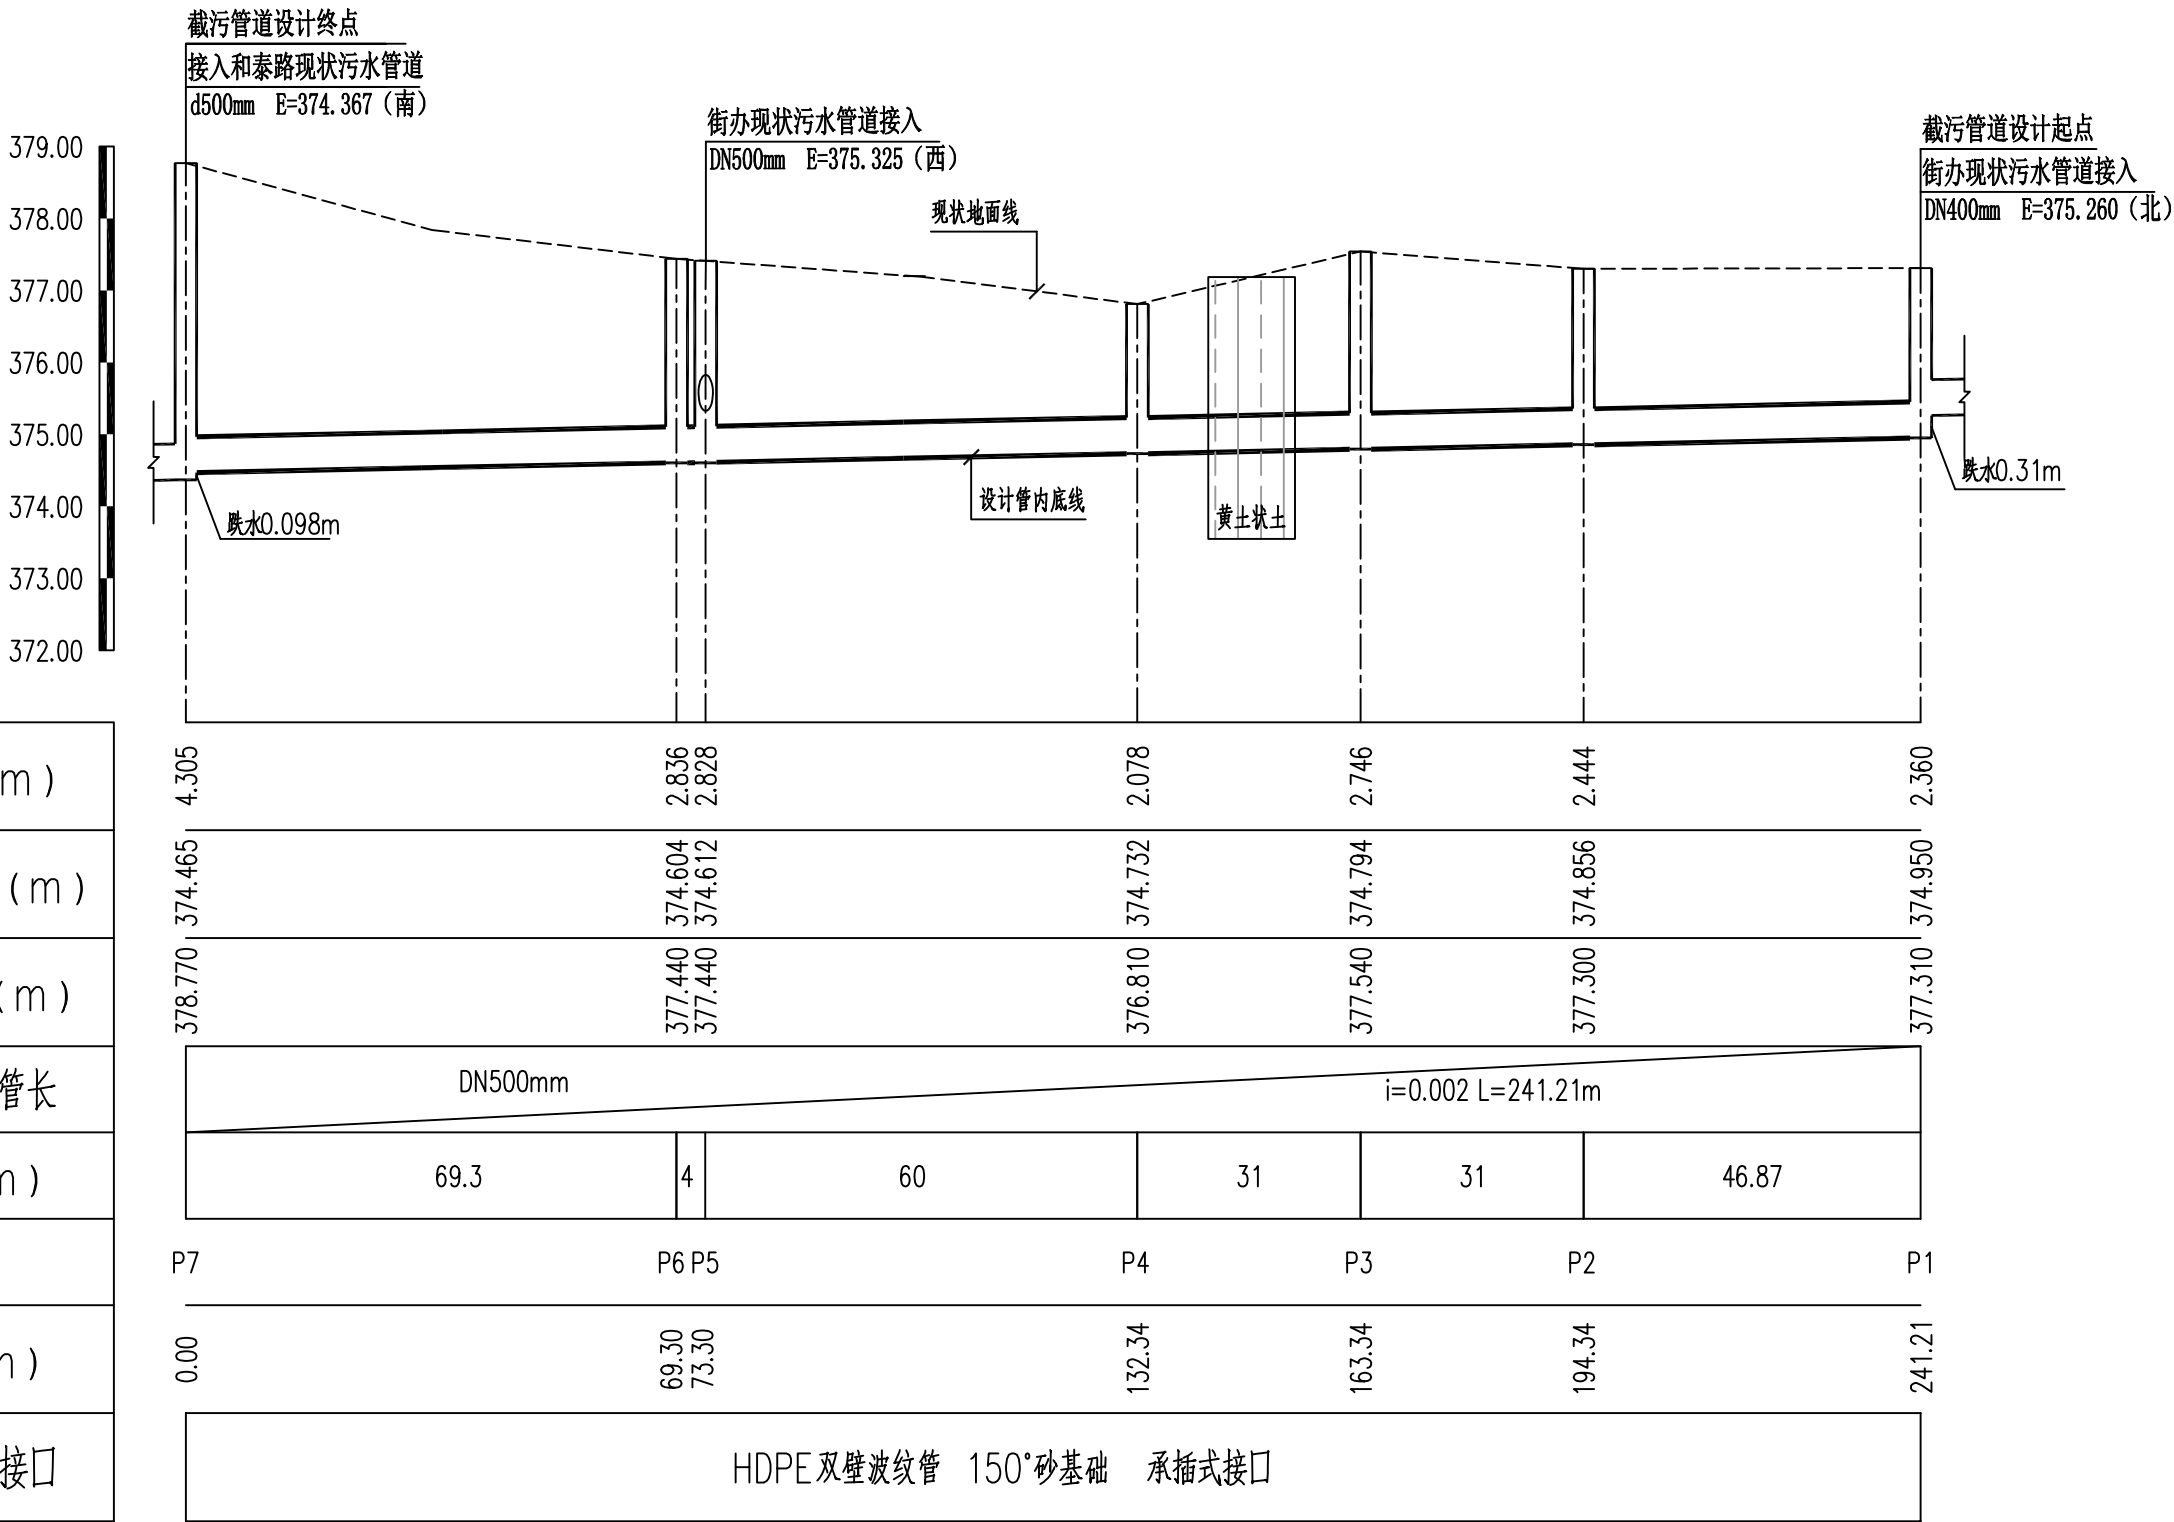 截污管道设计终点
接入和泰路现状污水管道
d500mm E=374.367（南）
街办现状污水管道接入
DN500mm E=375.325（西）
截污管道设计起点
街办现状污水管道接入
DN400mm E=375.260（北）
现状地面线
379.00
378.00
377.00
376.00
375.00
374.00
373.00
372.00
跌水0.098m
设计管内底线
黄土状土
跌水0.31m
m）
4.305 2.836 2.828 2.078 2.746 2.444 2.360
（m）
374.465 374.604 374.612 374.732 374.794 374.856 374.950
（m）
378.770 377.440 377.440 376.810 377.540 377.300 377.310
管长
DN500mm
i=0.002 L=241.21m
m）
69.3 4 60 31 31 46.87
P7 P6 P5 P4 P3 P2 P1
m）
0.00 69.30 73.30 132.34 163.34 194.34 241.21
接口
HDPE双壁波纹管 150°砂基础 承插式接口